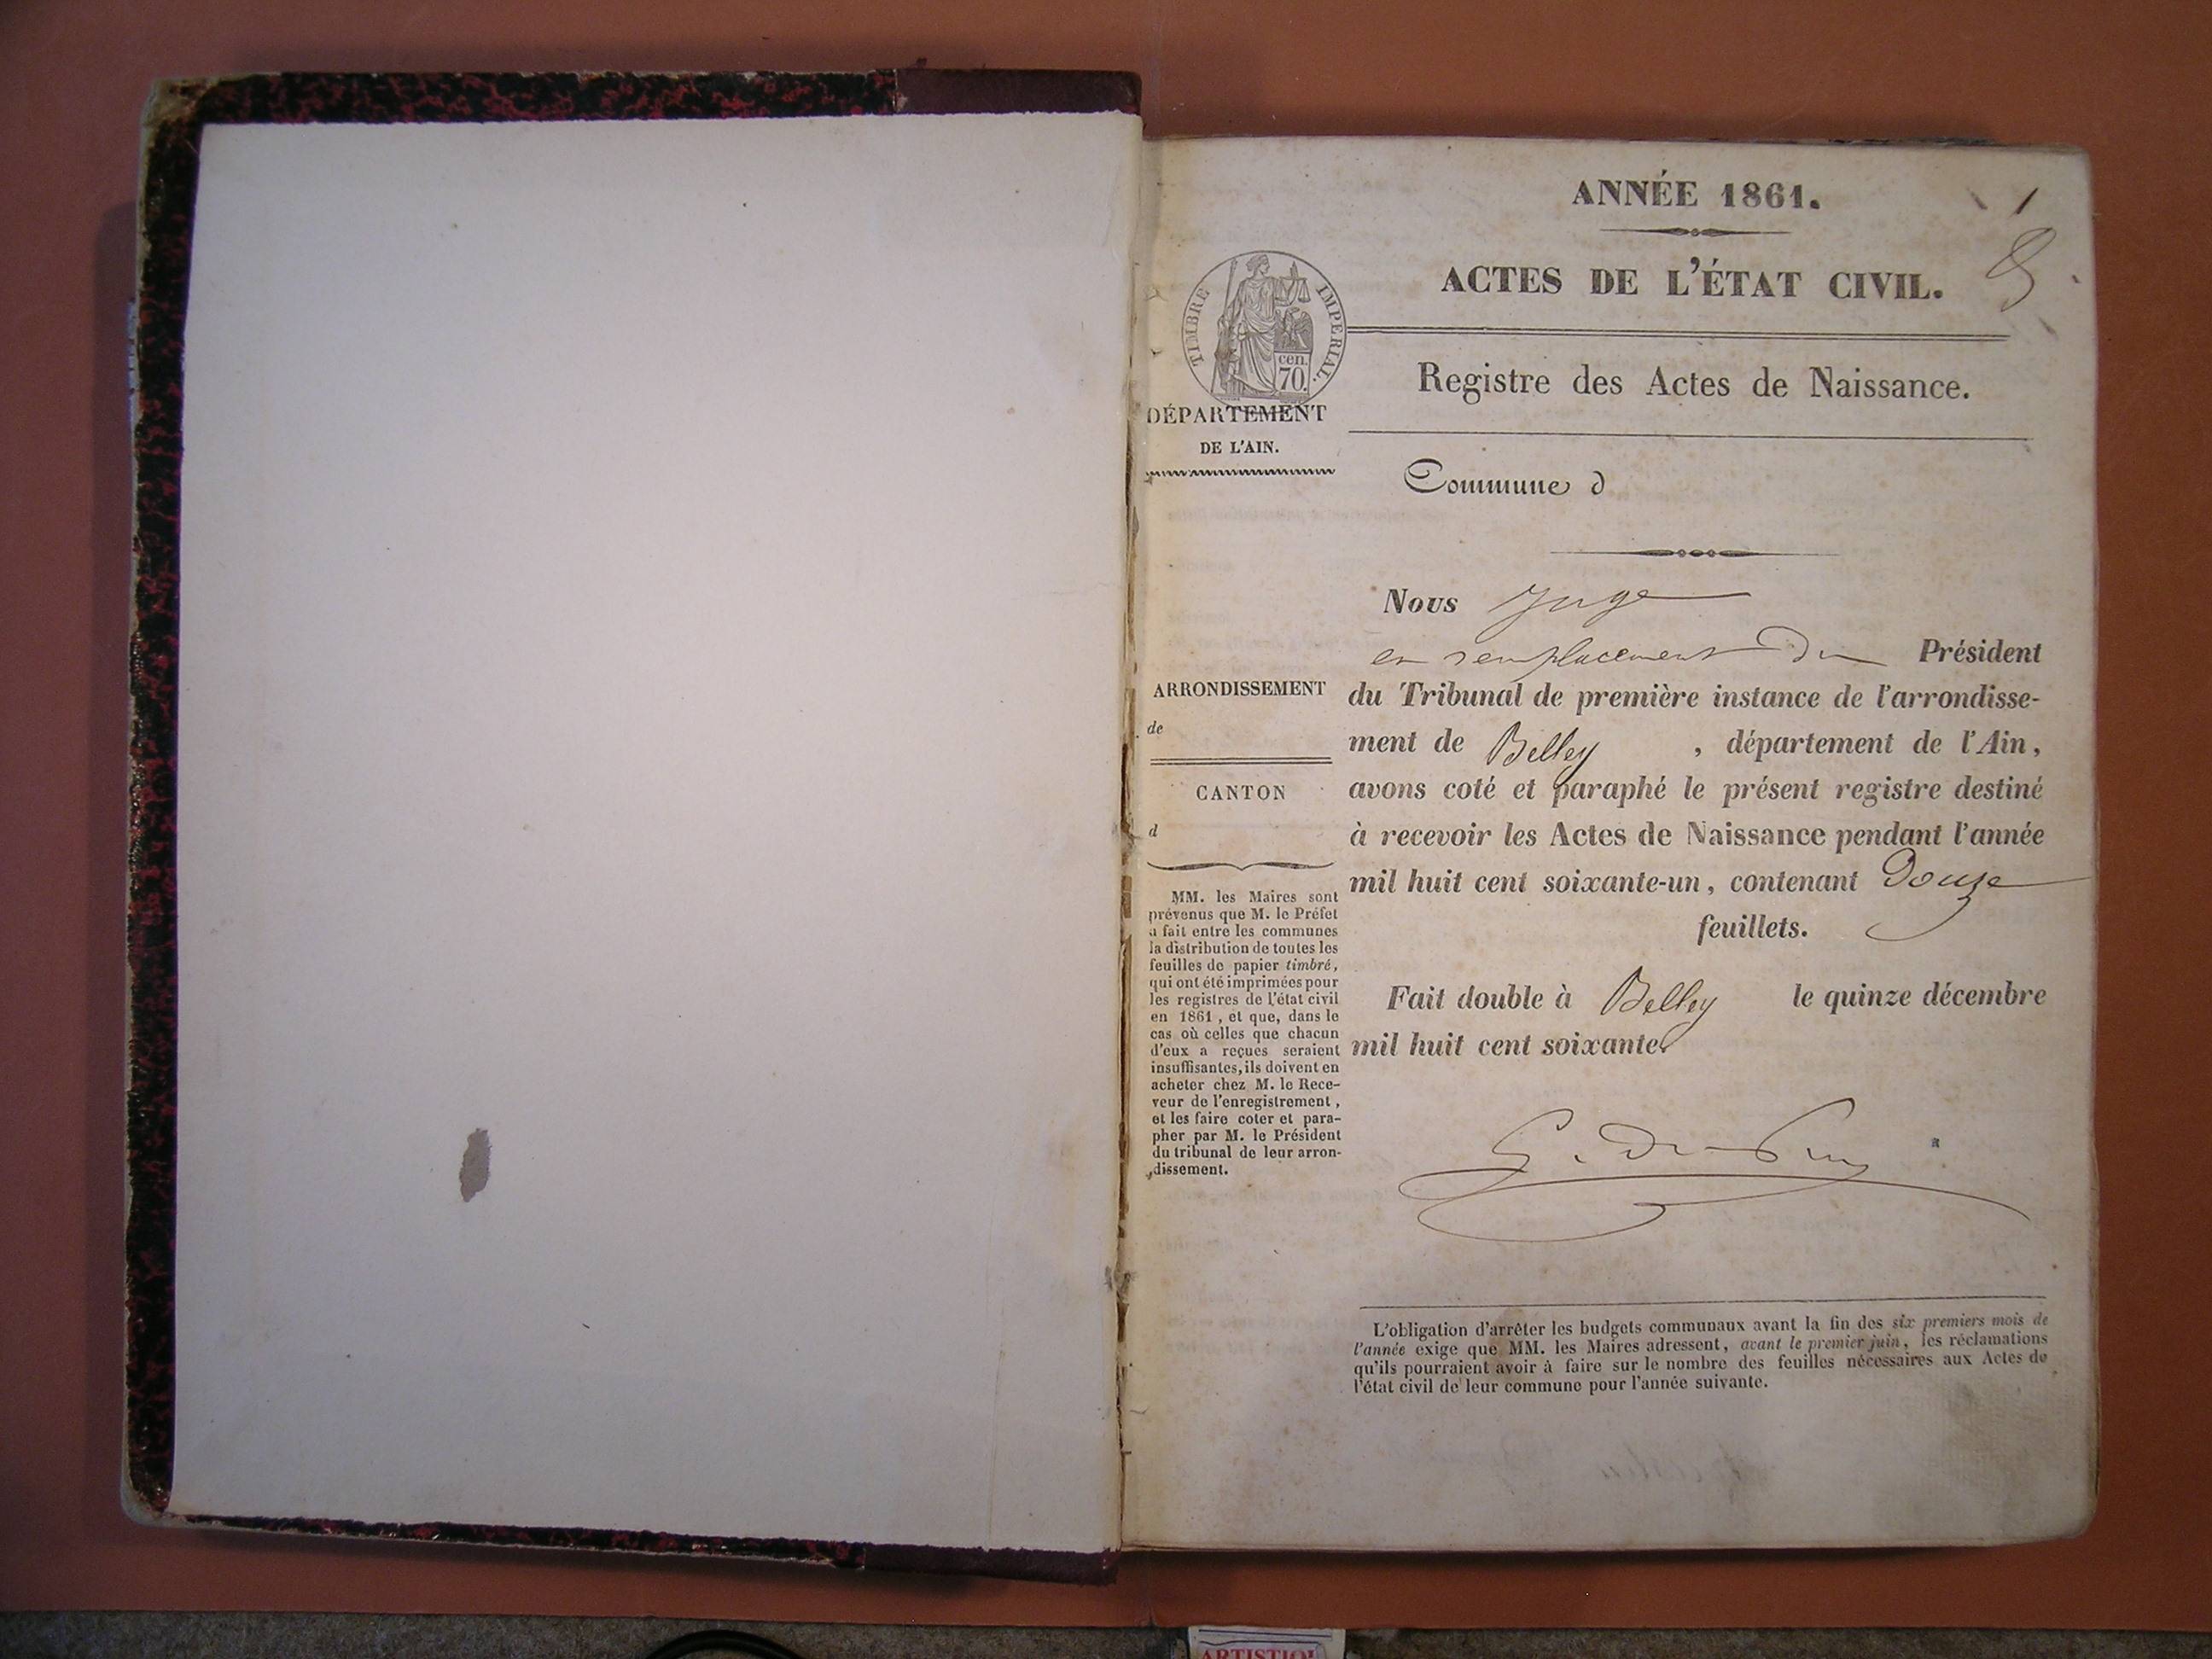 ANNÉE 1861.
1
ACTES DE L'ÉTAT CIVIL.
TIMBRE IMPERIAL.
cen.
70.
Registre des Actes de Naissance.
DÉPARTEMENT
DE L'AIN.
Commune d
Nous Juge
en remplacement du Président
du Tribunal de première instance de l'arrondisse-
ment de Belley , département de l'Ain,
avons coté et paraphé le présent registre destiné
à recevoir les Actes de Naissance pendant l'année
mil huit cent soixante-un, contenant Douze
feuillets.
Fait double à Belley le quinze décembre
mil huit cent soixante.
ARRONDISSEMENT
de
CANTON
d
MM. les Maires sont
prévenus que M. le Préfet
a fait entre les communes
la distribution de toutes les
feuilles de papier timbré,
qui ont été imprimées pour
les registres de l'état civil
en 1861, et que, dans le
cas où celles que chacun
d'eux a reçues seraient
insuffisantes, ils doivent en
acheter chez M. le Rece-
veur de l'enregistrement,
et les faire coter et para-
pher par M. le Président
du tribunal de leur arron-
dissement.
L'obligation d'arrêter les budgets communaux avant la fin des six premiers mois de
l'année exige que MM. les Maires adressent, avant le premier juin, les réclamations
qu'ils pourraient avoir à faire sur le nombre des feuilles nécessaires aux Actes de
l'état civil de leur commune pour l'année suivante.